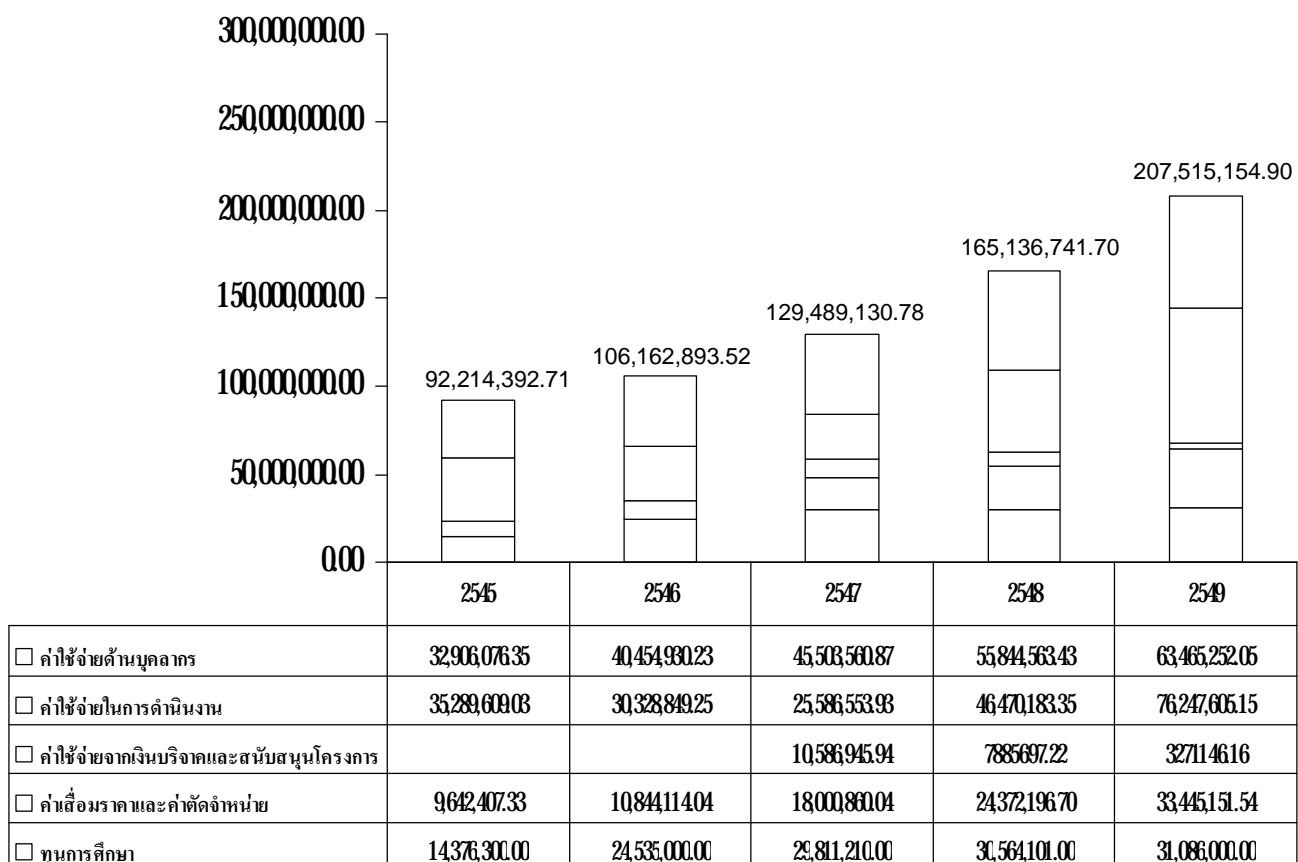 300,000,000.00
250,000,000.00
200,000,000.00
150,000,000.00
100,000,000.00
50,000,000.00
0.00
92,214,392.71
106,162,893.52
129,489,130.78
165,136,741.70
207,515,154.90
2545 2546 2547 2548 2549
ค่าใช้จ่ายด้านบุคลากร 32,906,076.35 40,454,930.23 45,503,560.87 55,844,563.43 63,465,252.05
ค่าใช้จ่ายในการดำนินงาน 35,289,609.03 30,328,849.25 25,586,553.93 46,470,183.35 76,247,605.15
ค่าใช้จ่ายจากเงินบริจาคและสนับสนุนโครงการ 10,586,945.94 7885697.22 3271146.16
ค่าเสื่อมราคาและค่าตัดจำหน่าย 9,642,407.33 10,844,114.04 18,000,860.04 24,372,196.70 33,445,151.54
ทุนการศึกษา 14,376,300.00 24,535,000.00 29,811,210.00 30,564,101.00 31,086,000.00